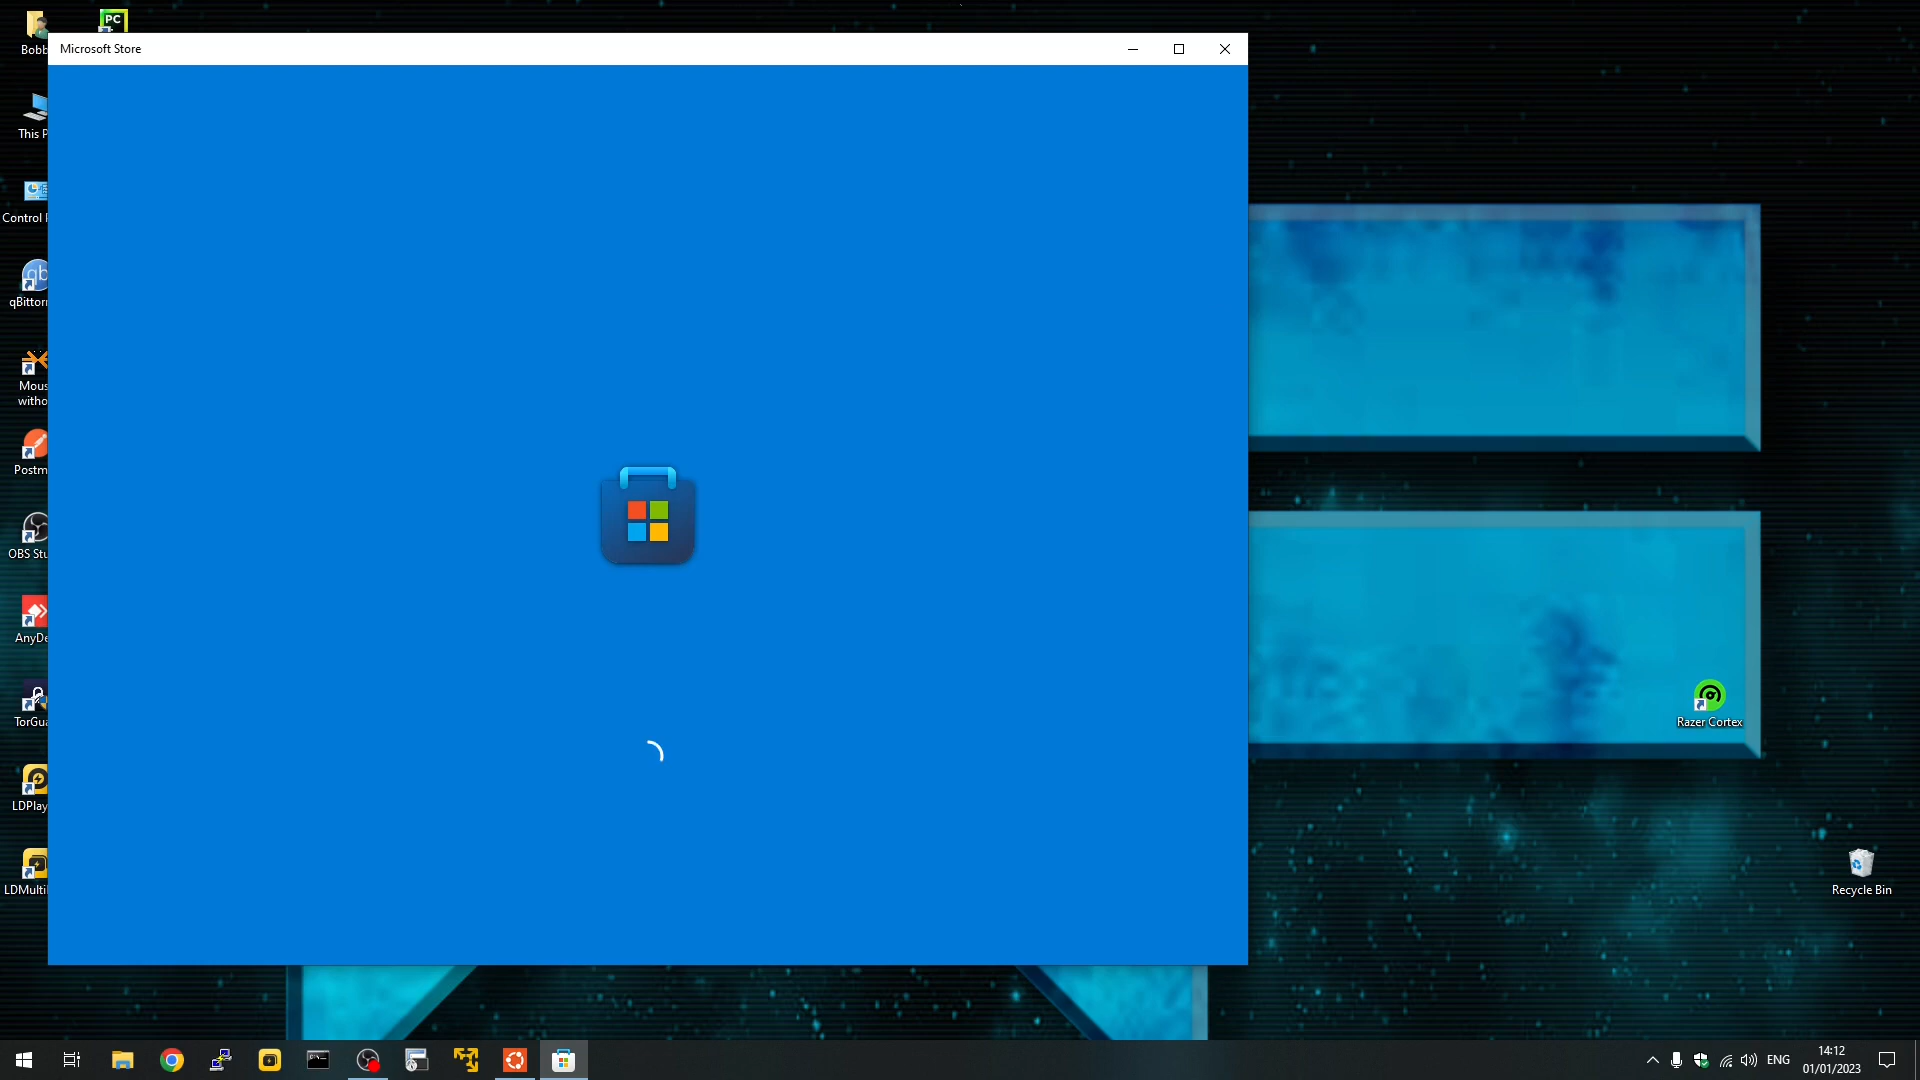 Bobb
PC
Microsoft Store
This P
Control
qBittorr
Mous
witho
Postm
OBS Stu
AnyDe
TorGua
LDPlay
LDMulti
Razer Cortex
Recycle Bin
ENG
14:12
01/01/2023